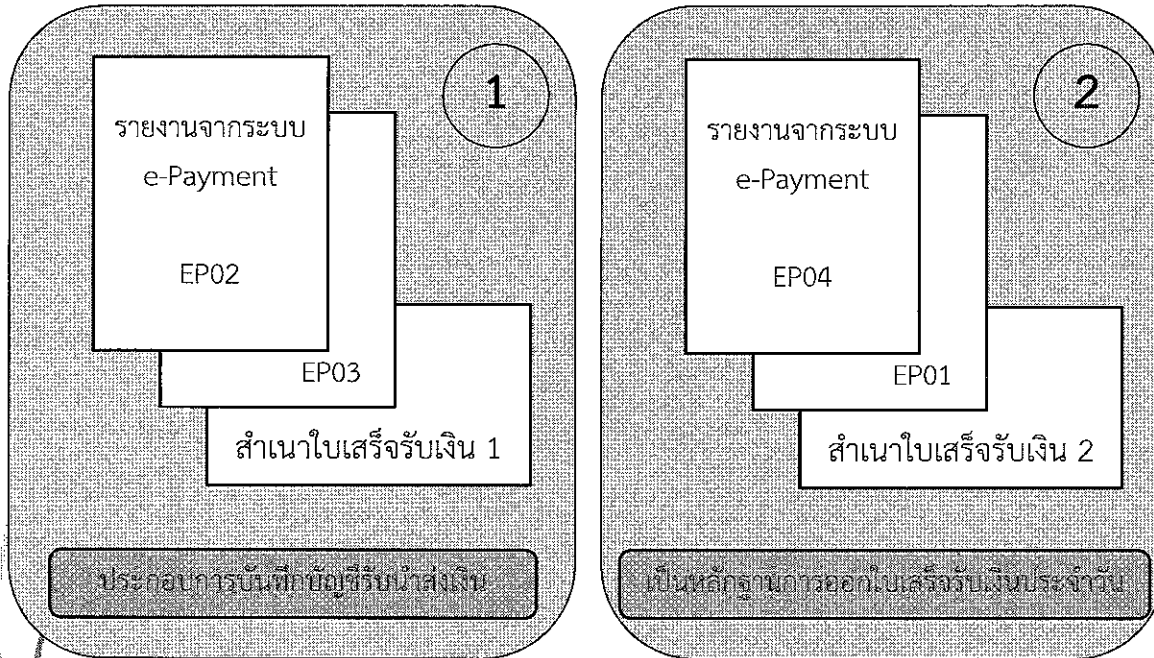 1
รายงานจากระบบ
e-Payment
EP02
EP03
สำเนาใบเสร็จรับเงิน 1
ประกอบการบันทึกบัญชีรับนำส่งเงิน
2
รายงานจากระบบ
e-Payment
EP04
EP01
สำเนาใบเสร็จรับเงิน 2
เป็นหลักฐานการออกใบเสร็จรับเงินประจำวัน